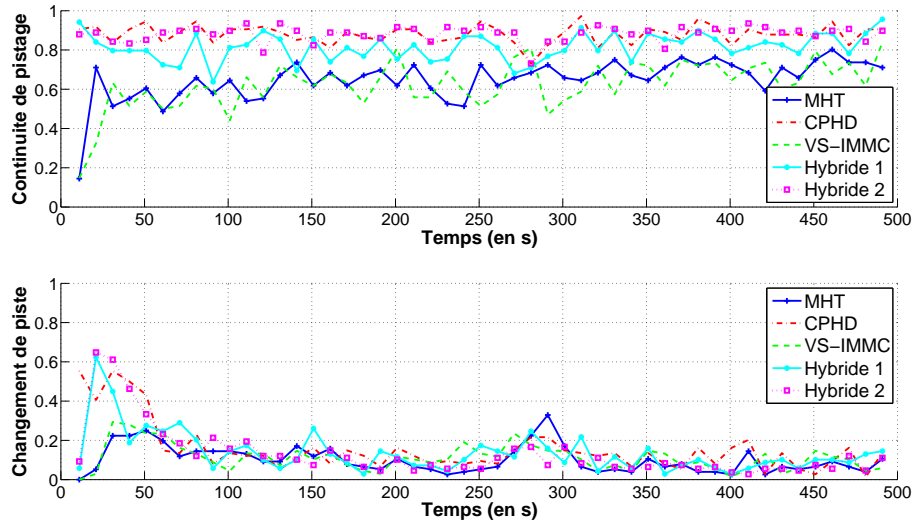 Continuite de pistage
1
0.8
0.6
0.4
0.2
0
0 50 100 150 200 250 300 350 400 450 500
Temps (en s)
MHT
CPHD
VS−IMMC
Hybride 1
Hybride 2
Changement de piste
1
0.8
0.6
0.4
0.2
0
0 50 100 150 200 250 300 350 400 450 500
Temps (en s)
MHT
CPHD
VS−IMMC
Hybride 1
Hybride 2